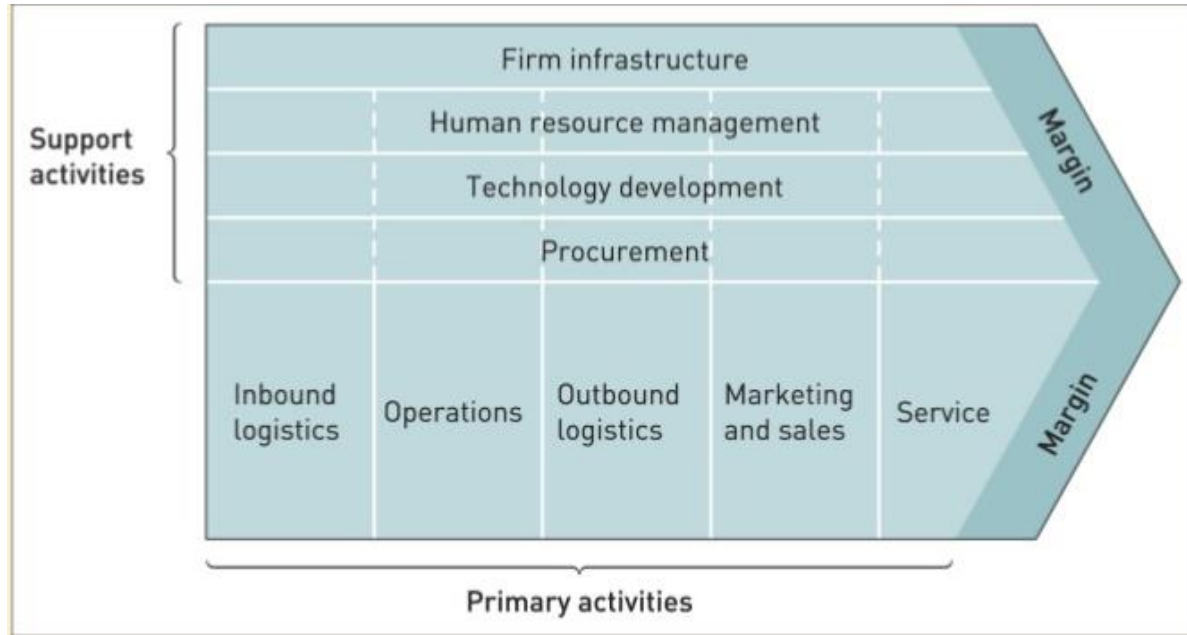 Firm infrastructure
Human resource management
Support
activities
Technology development
Procurement
Margin
Inbound
logistics
Operations
Outbound
logistics
Marketing
and sales
Service
Margin
Primary activities